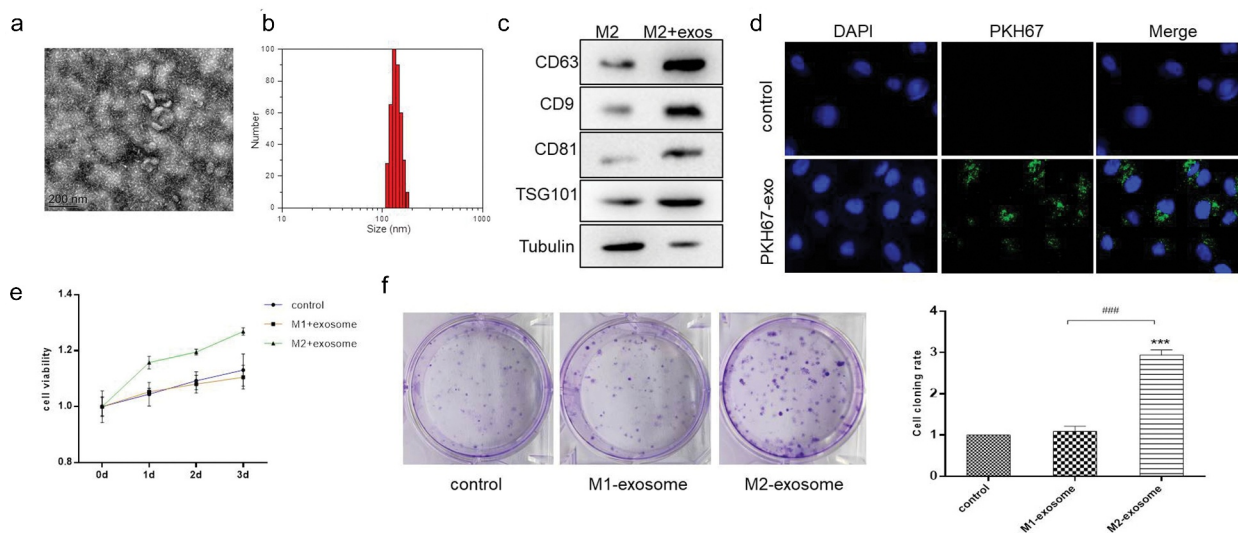 a
200 nm
b
100
80
60
40
20
0
Number
10
100
1000
Size (nm)
c
M2 M2+exos
CD63
CD9
CD81
TSG101
Tubulin
d
DAPI PKH67 Merge
control
PKH67-exo
e
1.4
1.2
1.0
0.8
cell viability
0d 1d 2d 3d
control
M1+exosome
M2+exosome
f
control M1-exosome M2-exosome
4
3
2
1
0
Cell cloning rate
###
***
control
M1-exosome
M2-exosome